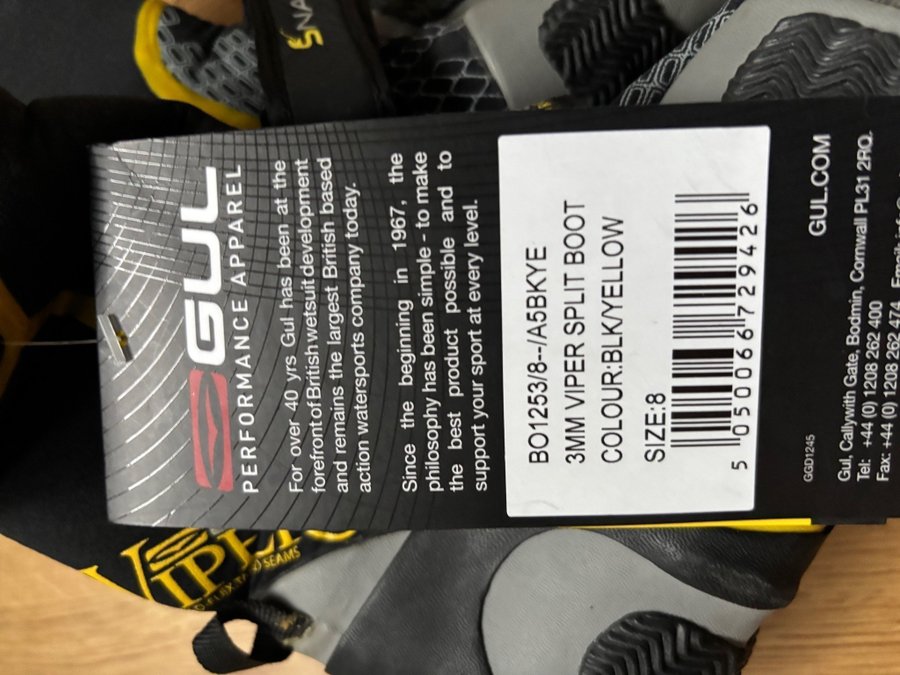 GUL
PERFORMANCE APPAREL
For over 40 yrs Gul has been at the
forefront of British wetsuit development
and remains the largest British based
action watersports company today.
Since the beginning in 1967, the
philosophy has been simple - to make
the best product possible and to
support your sport at every level.
BO1253/8--/A5BKYE
3MM VIPER SPLIT BOOT
COLOUR:BLK/YELLOW
SIZE:8
5 050066 729426
GGD1245
GUL.COM
Gul, Callywith Gate, Bodmin, Cornwall PL31 2RQ.
Tel: +44 (0) 1208 262 400
Fax: +44 (0) 1208 262 474
VIPER
SEAMS